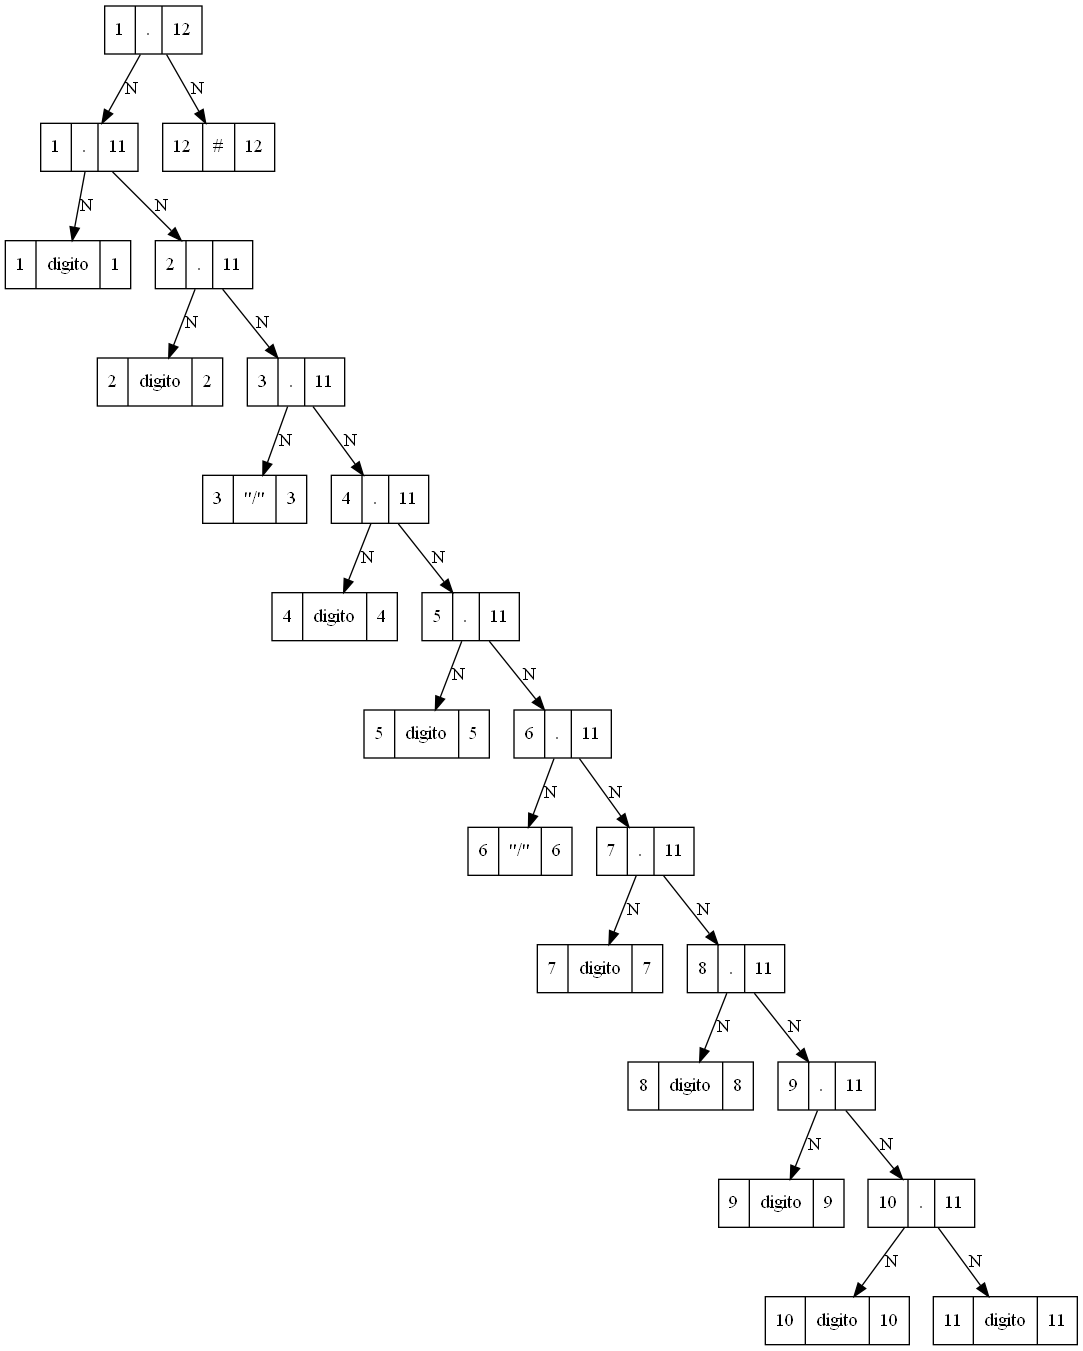 1 . 12
N N
1 . 11 12 # 12
N N
1 digito 1 2 . 11
N N
2 digito 2 3 . 11
N N
3 "/" 3 4 . 11
N N
4 digito 4 5 . 11
N N
5 digito 5 6 . 11
N N
6 "/" 6 7 . 11
N N
7 digito 7 8 . 11
N N
8 digito 8 9 . 11
N N
9 digito 9 10 . 11
N N
10 digito 10 11 digito 11